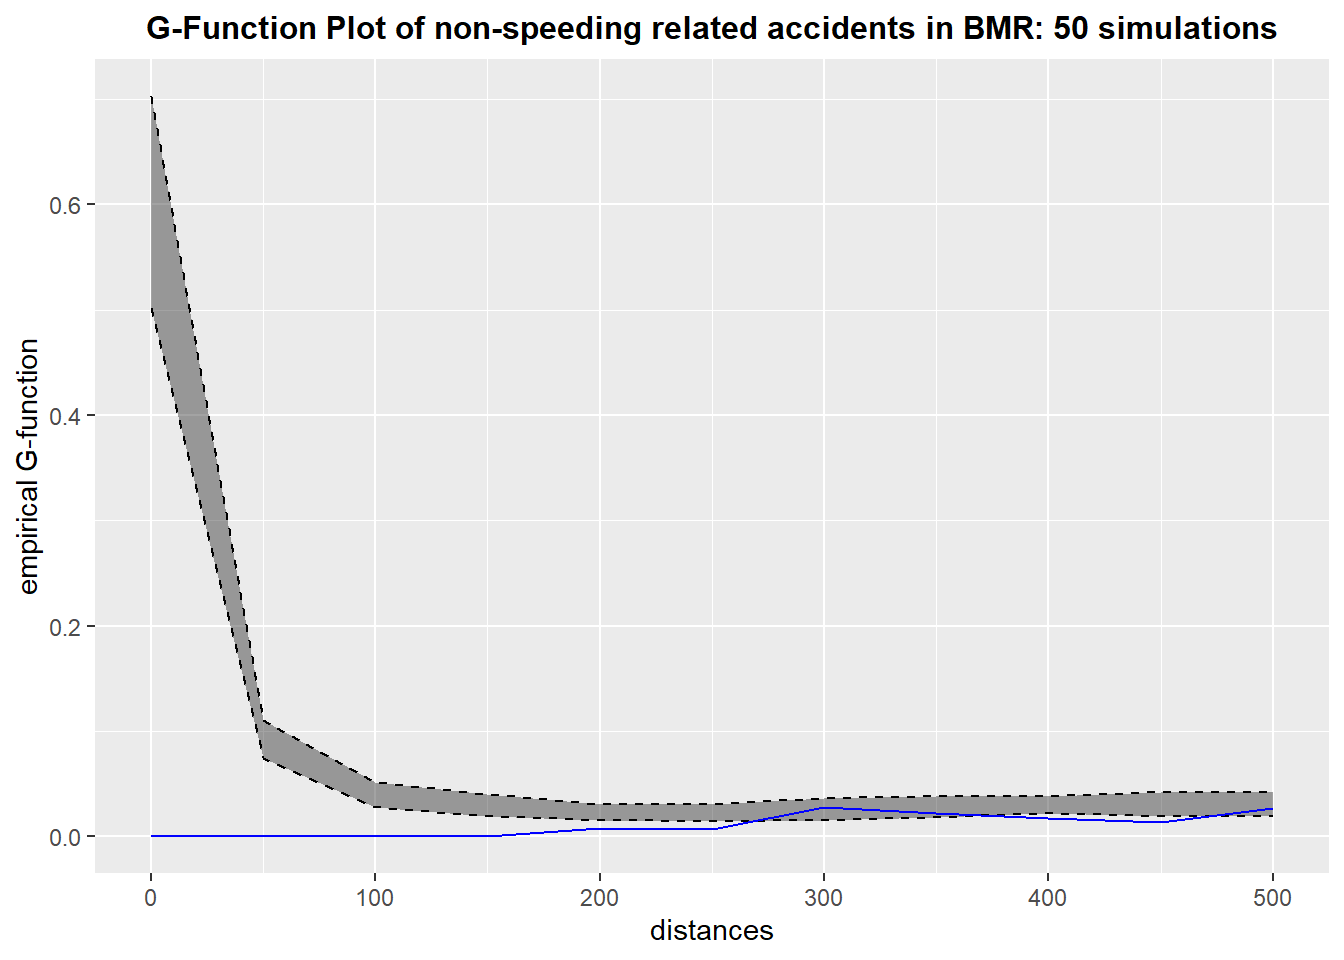 G-Function Plot of non-speeding related accidents in BMR: 50 simulations
empirical G-function
0.6
0.4
0.2
0.0
0 100 200 300 400 500
distances